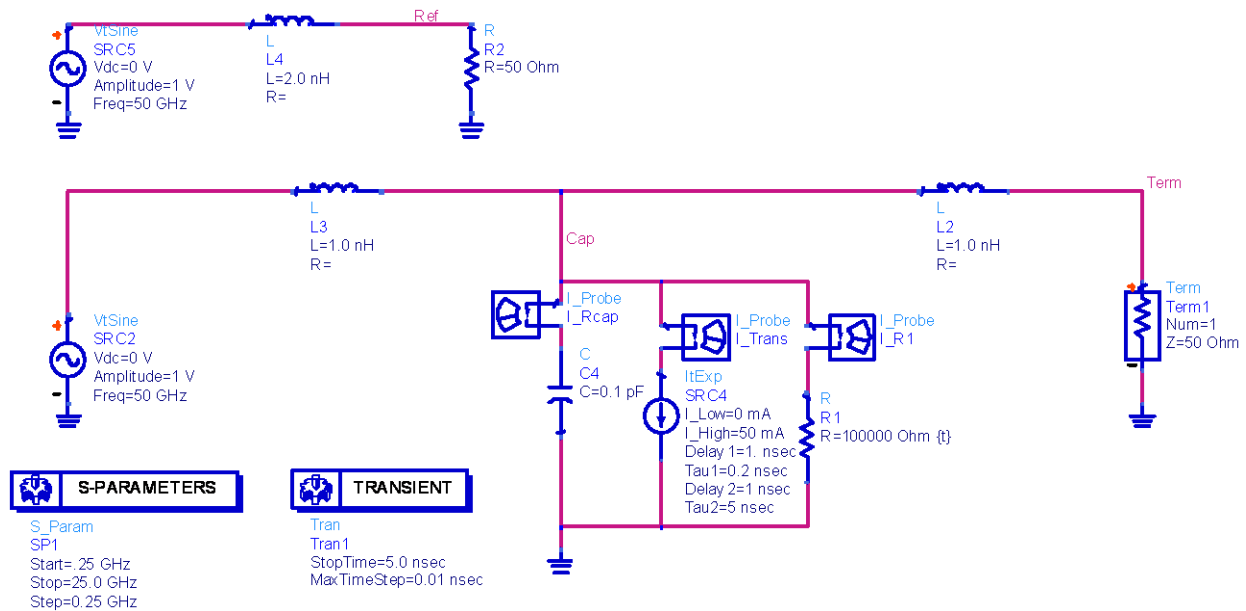 Ref
VtSine
SRC5
Vdc=0 V
Amplitude=1 V
Freq=50 GHz
L
L4
L=2.0 nH
R=
R
R2
R=50 Ohm
Term
L
L3
L=1.0 nH
R=
L
L2
L=1.0 nH
R=
Cap
VtSine
SRC2
Vdc=0 V
Amplitude=1 V
Freq=50 GHz
I_Probe
I_Rcap
C
C4
C=0.1 pF
I_Probe
I_Trans
ItExp
SRC4
I_Low=0 mA
I_High=50 mA
Delay 1=1. nsec
Tau1=0.2 nsec
Delay 2=1 nsec
Tau2=5 nsec
I_Probe
I_R1
R
R1
R=100000 Ohm {t}
Term
Term1
Num=1
Z=50 Ohm
S-PARAMETERS
S_Param
SP1
Start=.25 GHz
Stop=25.0 GHz
Step=0.25 GHz
TRANSIENT
Tran
Tran1
StopTime=5.0 nsec
MaxTimeStep=0.01 nsec